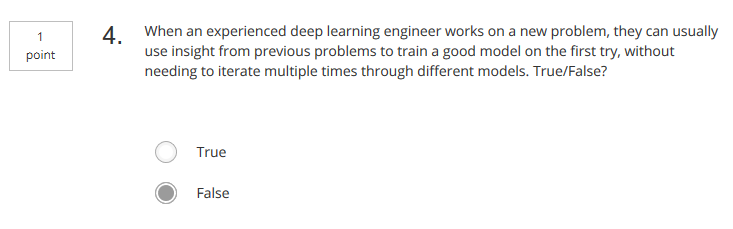 1
point
4.
When an experienced deep learning engineer works on a new problem, they can usually
use insight from previous problems to train a good model on the first try, without
needing to iterate multiple times through different models. True/False?
True
False